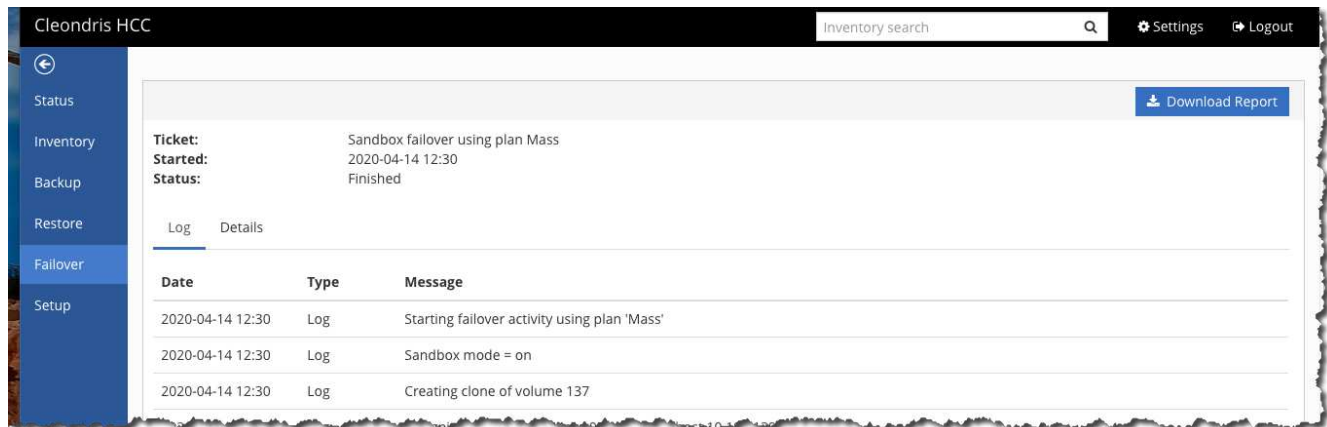 Cleondris HCC
Inventory search
Settings
Logout
Status
Inventory
Backup
Restore
Failover
Setup
Download Report
Ticket: Sandbox failover using plan Mass
Started: 2020-04-14 12:30
Status: Finished
Log Details
Date Type Message
2020-04-14 12:30 Log Starting failover activity using plan 'Mass'
2020-04-14 12:30 Log Sandbox mode = on
2020-04-14 12:30 Log Creating clone of volume 137